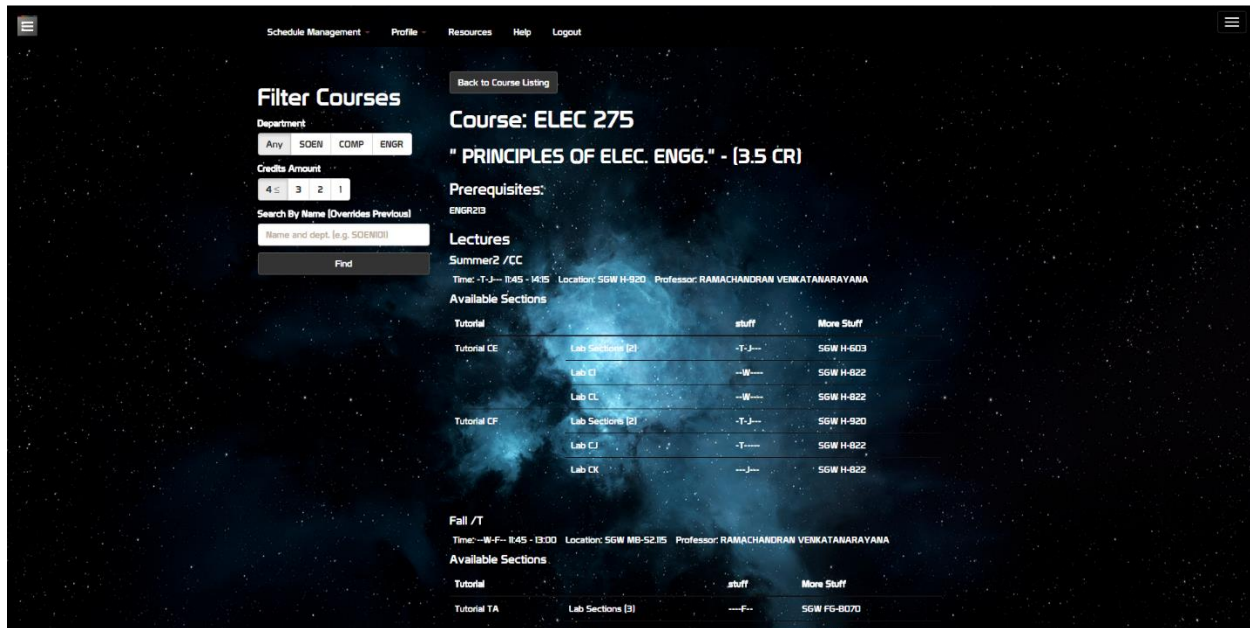 Schedule Management Profile Resources Help Logout
Filter Courses
Department
Any SOEN COMP ENGR
Credits Amount
4 ≤ 3 2 1
Search By Name (Overrides Previous)
Name and dept. (e.g. SOEN101)
Find
Back to Course Listing
Course: ELEC 275
" PRINCIPLES OF ELEC. ENGG." - (3.5 CR)
Prerequisites:
ENGR213
Lectures
Summer2 /CC
Time: -T-J--- 11:45 - 14:15 Location: SGW H-920 Professor: RAMACHANDRAN VENKATANARAYANA
Available Sections
Tutorial stuff More Stuff
Tutorial CE Lab Sections (2) -T-J--- SGW H-603
Lab CI --W---- SGW H-822
Lab CL --W---- SGW H-822
Tutorial CF Lab Sections (2) -T-J--- SGW H-920
Lab CJ -T----- SGW H-822
Lab CK ---J--- SGW H-822
Fall /T
Time: --W-F-- 11:45 - 13:00 Location: SGW MB-S2.115 Professor: RAMACHANDRAN VENKATANARAYANA
Available Sections
Tutorial stuff More Stuff
Tutorial TA Lab Sections (3) ----F-- SGW FG-B070